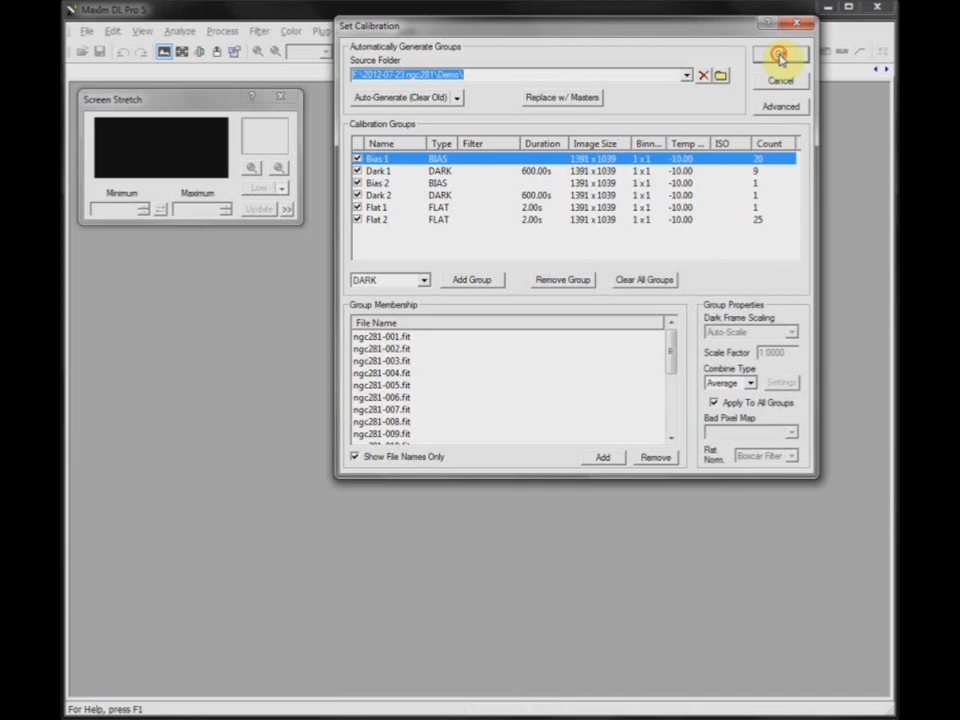 MaxIm DL Pro 5
File Edit View Analyze Process Filter Color
Screen Stretch
Minimum Maximum
Low
Update >>
Set Calibration
Automatically Generate Groups
Source Folder
F:\2012-07-23 ngc281\Demo\
Auto-Generate (Clear Old)
Replace w/ Masters
Cancel
Advanced
Calibration Groups
Name Type Filter Duration Image Size Binn... Temp ... ISO Count
Bias 1 BIAS 1391 x 1039 1 x 1 -10.00 20
Dark 1 DARK 600.00s 1391 x 1039 1 x 1 -10.00 9
Bias 2 BIAS 1391 x 1039 1 x 1 -10.00 1
Dark 2 DARK 600.00s 1391 x 1039 1 x 1 -10.00 1
Flat 1 FLAT 2.00s 1391 x 1039 1 x 1 -10.00 1
Flat 2 FLAT 2.00s 1391 x 1039 1 x 1 -10.00 25
DARK
Add Group
Remove Group
Clear All Groups
Group Membership
File Name
ngc281-001.fit
ngc281-002.fit
ngc281-003.fit
ngc281-004.fit
ngc281-005.fit
ngc281-006.fit
ngc281-007.fit
ngc281-008.fit
ngc281-009.fit
Show File Names Only
Add
Remove
Group Properties
Dark Frame Scaling
Auto-Scale
Scale Factor 1.0000
Combine Type
Average Settings
Apply To All Groups
Bad Pixel Map
Flat Norm. Boxcar Filter
For Help, press F1